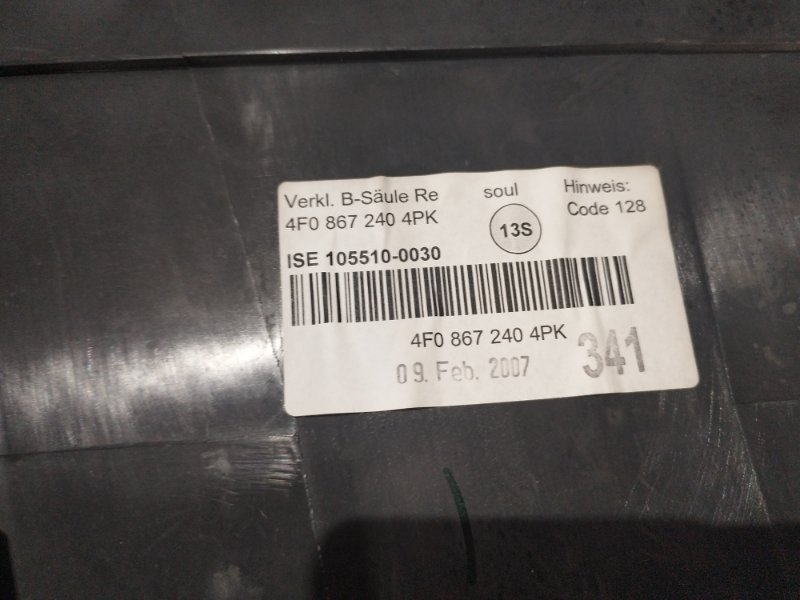 Verkl. B-Säule Re soul Hinweis:
4F0 867 240 4PK 13S Code 128
ISE 105510-0030
4F0 867 240 4PK
09. Feb. 2007 341